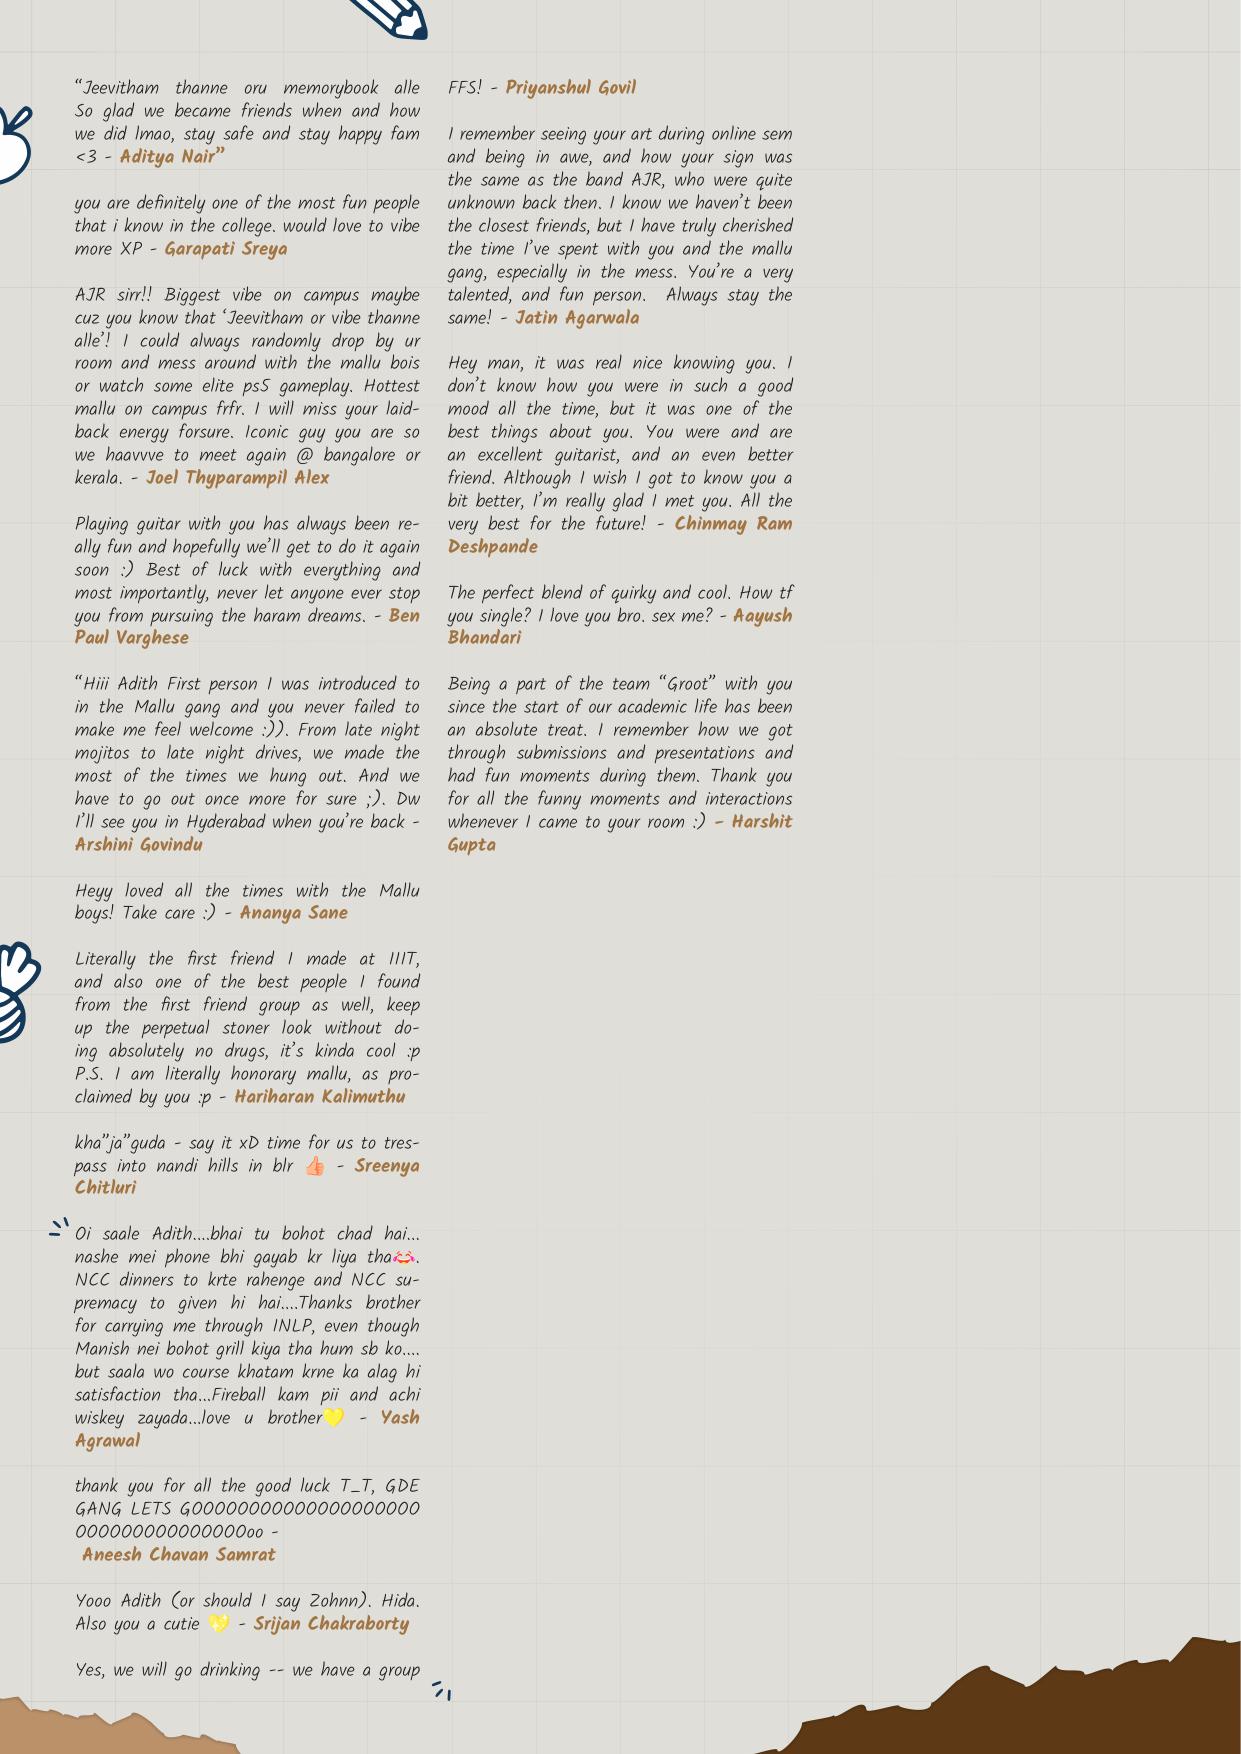 “Jeevitham thanne oru memorybook alle
So glad we became friends when and how
we did lmao, stay safe and stay happy fam
<3 - Aditya Nair”
you are definitely one of the most fun people
that i know in the college. would love to vibe
more XP - Garapati Sreya
AJR sirr!! Biggest vibe on campus maybe
cuz you know that ‘Jeevitham or vibe thanne
alle’! I could always randomly drop by ur
room and mess around with the mallu bois
or watch some elite ps5 gameplay. Hottest
mallu on campus frfr. I will miss your laid-
back energy forsure. Iconic guy you are so
we haavvve to meet again @ bangalore or
kerala. - Joel Thyparampil Alex
Playing guitar with you has always been re-
ally fun and hopefully we’ll get to do it again
soon :) Best of luck with everything and
most importantly, never let anyone ever stop
you from pursuing the haram dreams. - Ben
Paul Varghese
“Hiii Adith First person I was introduced to
in the Mallu gang and you never failed to
make me feel welcome :)). From late night
mojitos to late night drives, we made the
most of the times we hung out. And we
have to go out once more for sure ;). Dw
I’ll see you in Hyderabad when you’re back -
Arshini Govindu
Heyy loved all the times with the Mallu
boys! Take care :) - Ananya Sane
Literally the first friend I made at IIIT,
and also one of the best people I found
from the first friend group as well, keep
up the perpetual stoner look without do-
ing absolutely no drugs, it’s kinda cool :p
P.S. I am literally honorary mallu, as pro-
claimed by you :p - Hariharan Kalimuthu
kha”ja”guda - say it xD time for us to tres-
pass into nandi hills in blr 👍🏻 - Sreenya
Chitluri
Oi saale Adith....bhai tu bohot chad hai...
nashe mei phone bhi gayab kr liya tha😂.
NCC dinners to krte rahenge and NCC su-
premacy to given hi hai....Thanks brother
for carrying me through INLP, even though
Manish nei bohot grill kiya tha hum sb ko....
but saala wo course khatam krne ka alag hi
satisfaction tha...Fireball kam pii and achi
wiskey zayada...love u brother💛 - Yash
Agrawal
thank you for all the good luck T_T, GDE
GANG LETS GOOOOOOOOOOOOOOOOOOOOO
OOOOOOOOOOOOOOOoo -
Aneesh Chavan Samrat
Yooo Adith (or should I say Zohnn). Hida.
Also you a cutie 💖 - Srijan Chakraborty
Yes, we will go drinking -- we have a group
FFS! - Priyanshul Govil
I remember seeing your art during online sem
and being in awe, and how your sign was
the same as the band AJR, who were quite
unknown back then. I know we haven’t been
the closest friends, but I have truly cherished
the time I’ve spent with you and the mallu
gang, especially in the mess. You’re a very
talented, and fun person. Always stay the
same! - Jatin Agarwala
Hey man, it was real nice knowing you. I
don’t know how you were in such a good
mood all the time, but it was one of the
best things about you. You were and are
an excellent guitarist, and an even better
friend. Although I wish I got to know you a
bit better, I’m really glad I met you. All the
very best for the future! - Chinmay Ram
Deshpande
The perfect blend of quirky and cool. How tf
you single? I love you bro. sex me? - Aayush
Bhandari
Being a part of the team “Groot” with you
since the start of our academic life has been
an absolute treat. I remember how we got
through submissions and presentations and
had fun moments during them. Thank you
for all the funny moments and interactions
whenever I came to your room :) – Harshit
Gupta